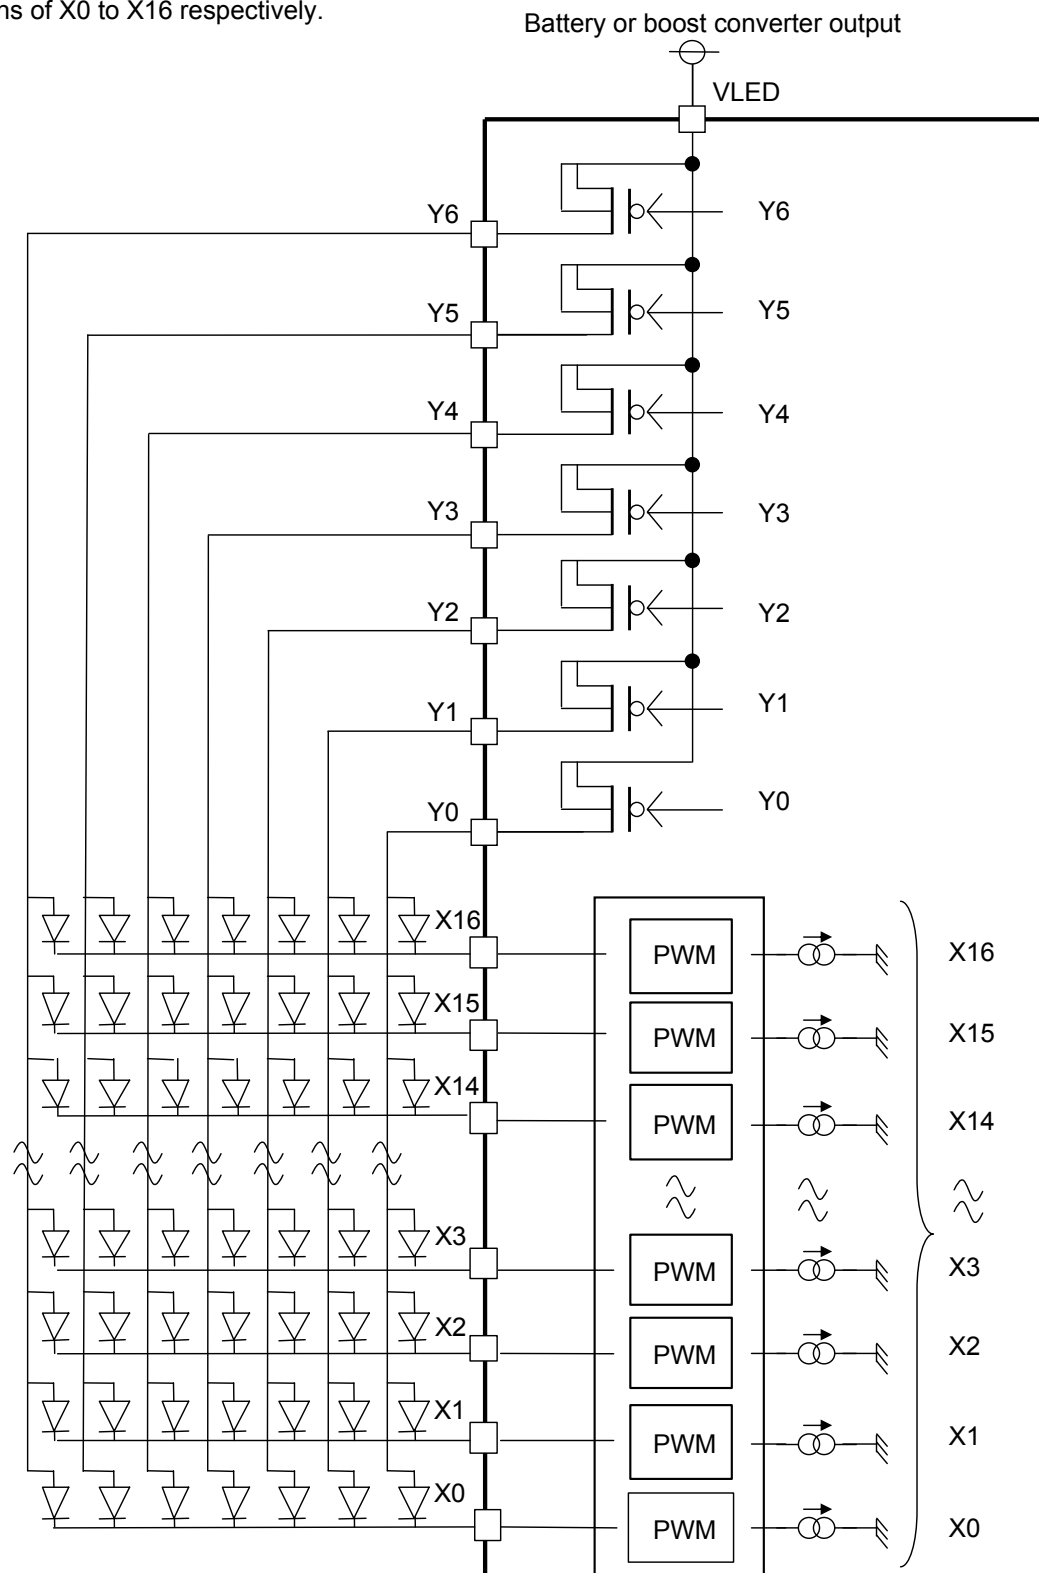 ns of X0 to X16 respectively.
Battery or boost converter output
VLED
Y6
Y6
Y5
Y5
Y4
Y4
Y3
Y3
Y2
Y2
Y1
Y1
Y0
Y0
X16
PWM
X16
X15
PWM
X15
X14
PWM
X14
X3
PWM
X3
X2
PWM
X2
X1
PWM
X1
X0
PWM
X0